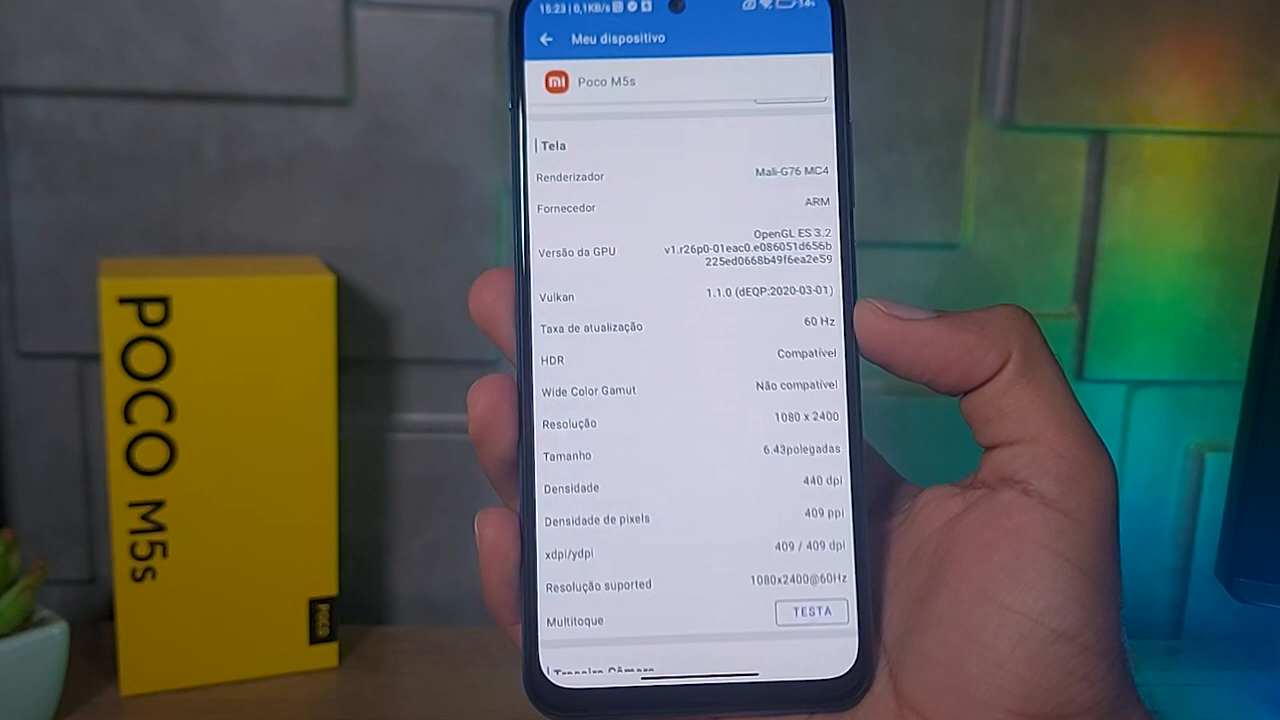 15:23 | 0,1KB/s
Meu dispositivo
mi Poco M5s
Tela
Renderizador Mali-G76 MC4
Fornecedor ARM
Versão da GPU OpenGL ES 3.2
v1.r26p0-01eac0.e086051d656b
225ed0668b49f6ea2e59
Vulkan 1.1.0 (dEQP:2020-03-01)
Taxa de atualização 60 Hz
HDR Compatível
Wide Color Gamut Não compatível
Resolução 1080 x 2400
Tamanho 6.43polegadas
Densidade 440 dpi
Densidade de pixels 409 ppi
xdpi/ydpi 409 / 409 dpi
Resolução suported 1080x2400@60Hz
Multitoque TESTA
POCO M5s
POCO